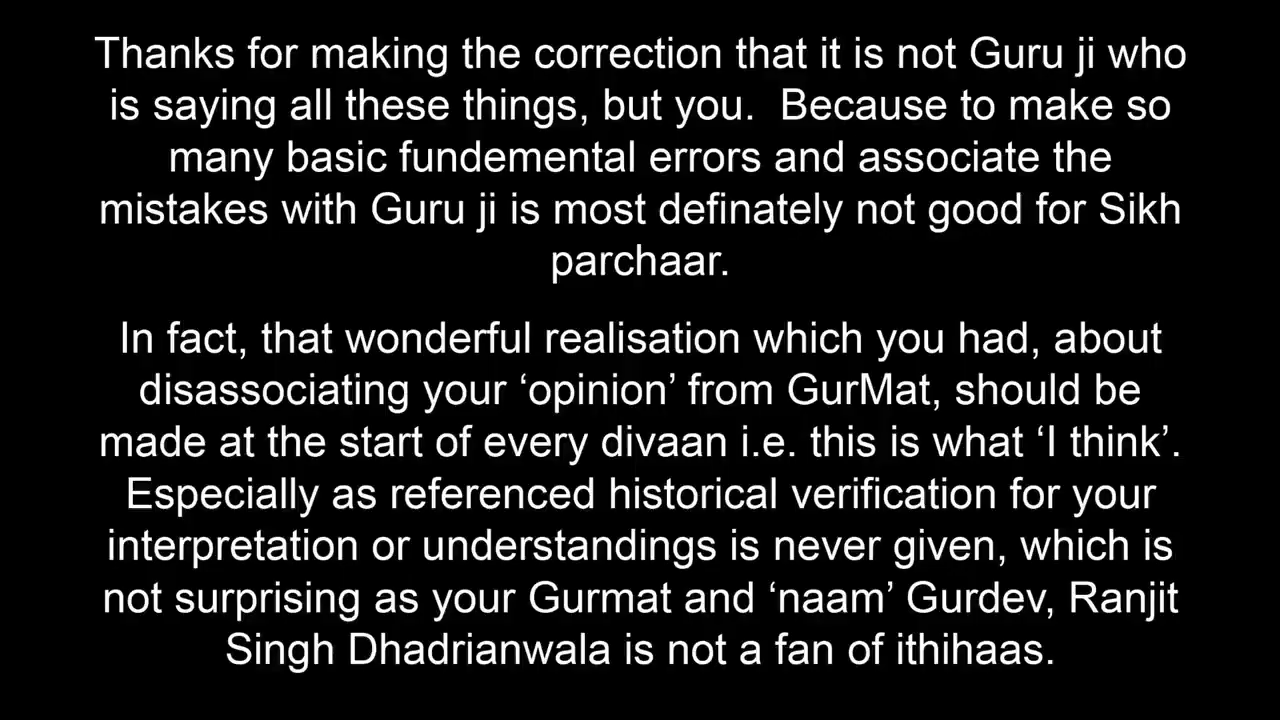 Thanks for making the correction that it is not Guru ji who
is saying all these things, but you.  Because to make so
many basic fundemental errors and associate the
mistakes with Guru ji is most definately not good for Sikh
parchaar.
In fact, that wonderful realisation which you had, about
disassociating your ‘opinion’ from GurMat, should be
made at the start of every divaan i.e. this is what ‘I think’.
Especially as referenced historical verification for your
interpretation or understandings is never given, which is
not surprising as your Gurmat and ‘naam’ Gurdev, Ranjit
Singh Dhadrianwala is not a fan of ithihaas.